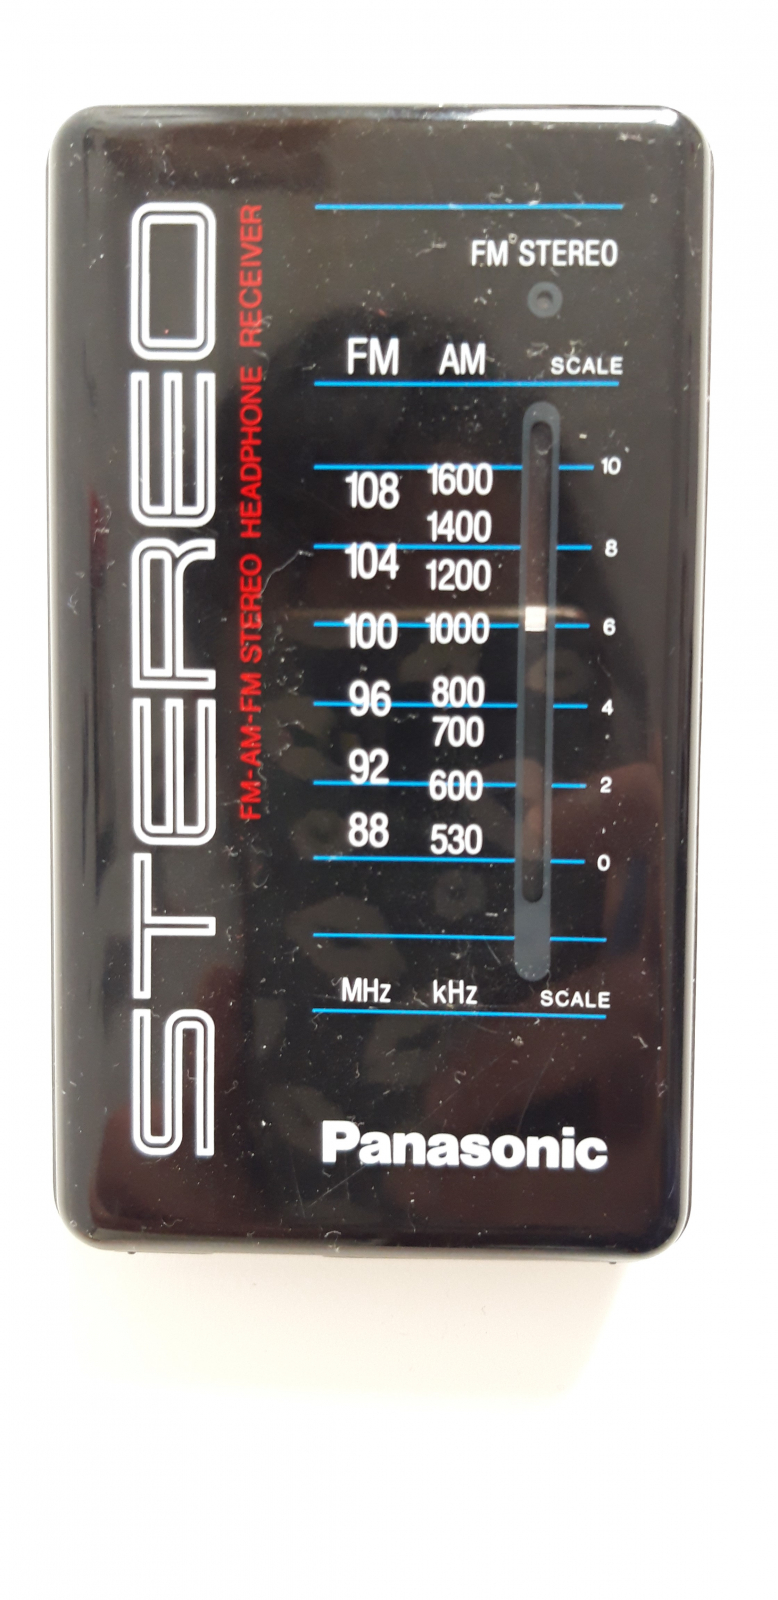 STEREO
FM-AM-FM STEREO HEADPHONE RECEIVER
FM STEREO
FM AM SCALE
10
108 1600
1400
8
104 1200
100 1000 6
96 800 4
700
92 600 2
88 530
0
MHz kHz SCALE
Panasonic